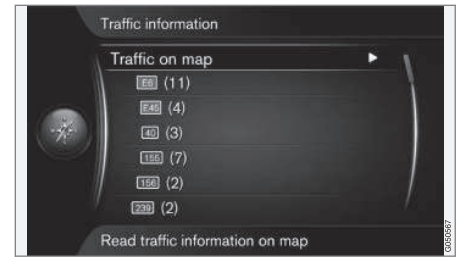 Traffic information
Traffic on map
E6 (11)
E45 (4)
40 (3)
155 (7)
156 (2)
239 (2)
Read traffic information on map
G050567